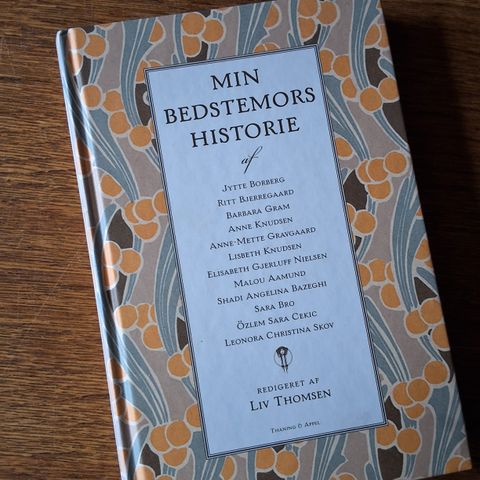 MIN
BEDSTEMORS
HISTORIE
af
JYTTE BORBERG
RITT BJERREGAARD
BARBARA GRAM
ANNE KNUDSEN
ANNE-METTE GRAVGAARD
LISBETH KNUDSEN
ELISABETH GJERLUFF NIELSEN
MALOU AAMUND
SHADI ANGELINA BAZEGHI
SARA BRO
ÖZLEM SARA CEKIC
LEONORA CHRISTINA SKOV
REDIGERET AF
LIV THOMSEN
THANING & APPEL